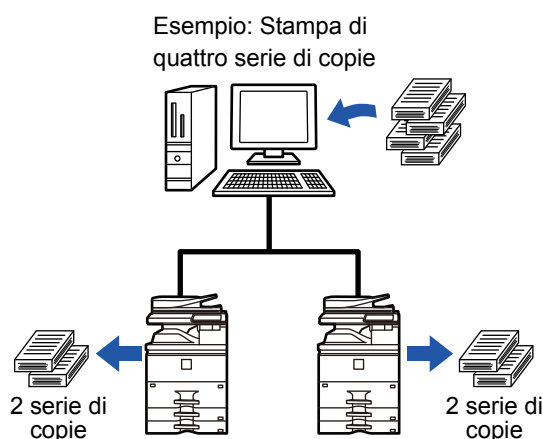 Esempio: Stampa di
quattro serie di copie
2 serie di
copie
2 serie di
copie